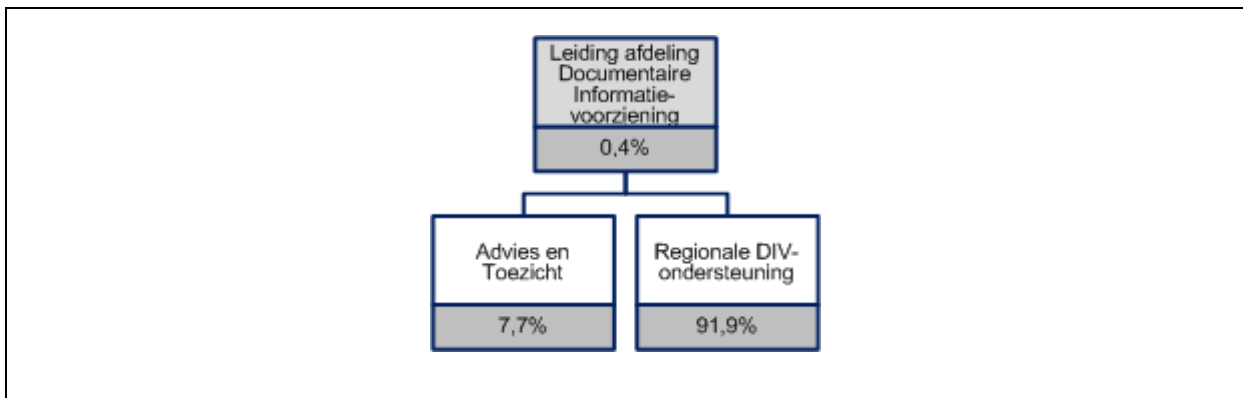 Leiding afdeling
Documentaire
Informatie-
voorziening
0,4%
Advies en
Toezicht
7,7%
Regionale DIV-
ondersteuning
91,9%